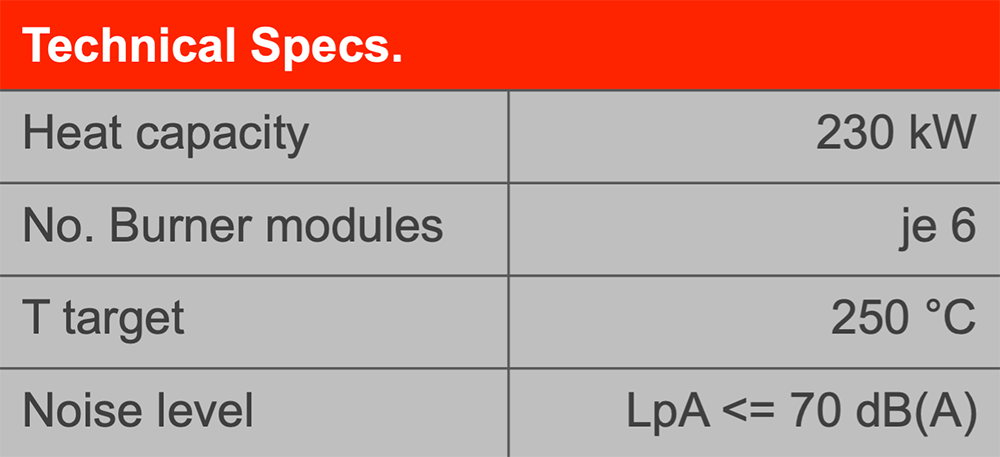 Technical Specs.
Heat capacity 230 kW
No. Burner modules je 6
T target 250 °C
Noise level LpA <= 70 dB(A)